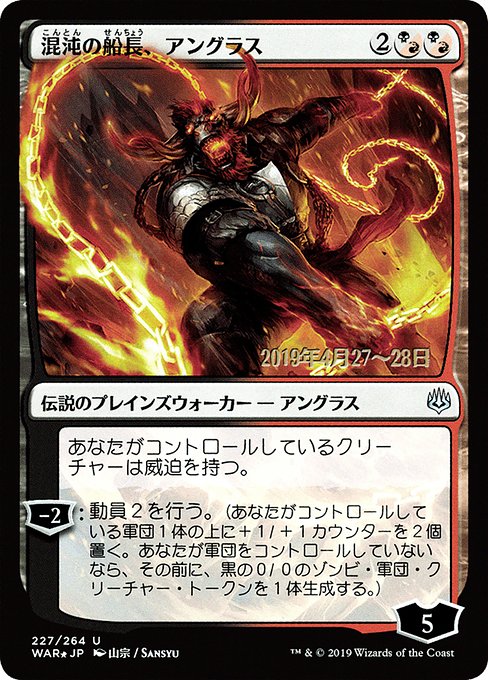 こんとん せんちょう
混沌の船長、アングラス 2
2019年4月27~28日
伝説のプレインズウォーカー — アングラス
あなたがコントロールしているクリー
チャーは威迫を持つ。
-2:動員2を行う。(あなたがコントロールして
いる軍団1体の上に+1/+1カウンターを2個
置く。あなたが軍団をコントロールしていない
なら、その前に、黒の0/0のゾンビ・軍団・ク
リーチャー・トークンを1体生成する。)
5
227/264 U
WAR★JP 山宗/SANSYU
™ & © 2019 Wizards of the Coast